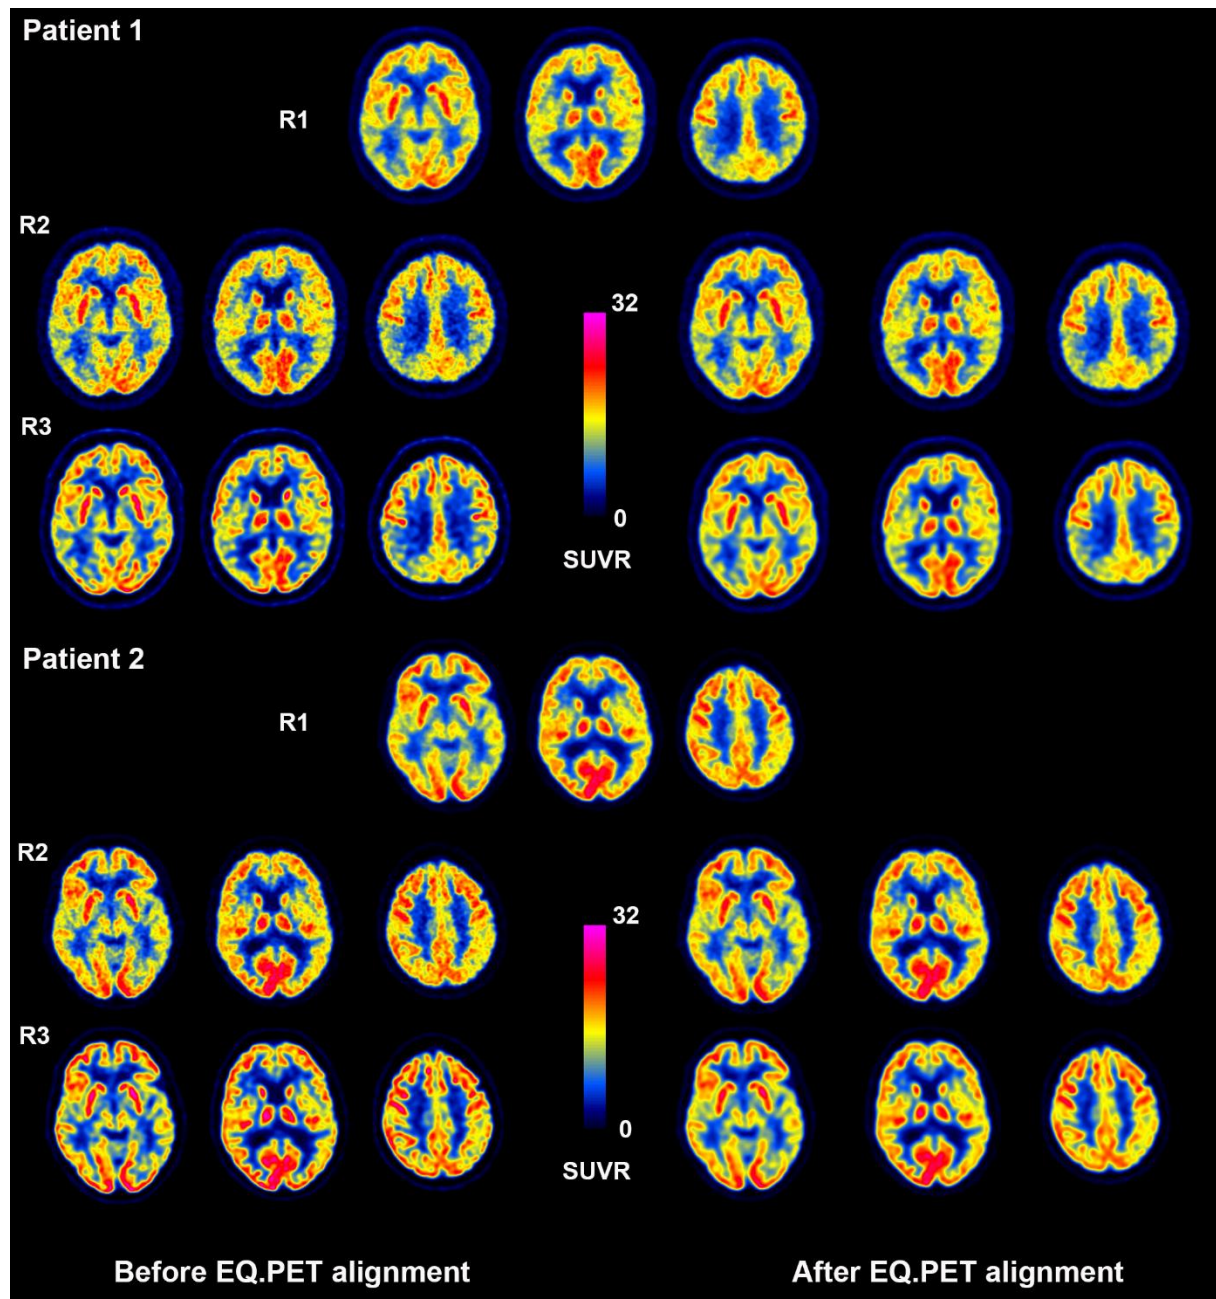 Patient 1
R1
R2
32
R3
0
SUVR
Patient 2
R1
R2
32
R3
0
SUVR
Before EQ.PET alignment
After EQ.PET alignment